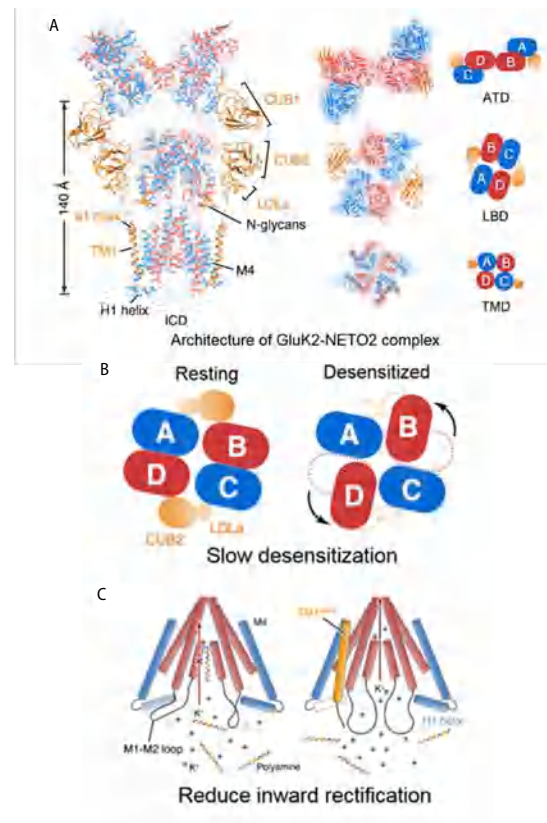 A
CUB1
CUB2
LDLa
N-glycans
140 Å
TM1
M4
H1 helix
ICD
A
D B
C
ATD
B
C
A
D
LBD
A B
D C
TMD
Architecture of GluK2-NETO2 complex
B
Resting
Desensitized
A
B
D
C
CUB2
LDLa
A
B
D
C
Slow desensitization
C
M4
K⁺
M1-M2 loop
K⁺
Polyamine
H1 helix
Reduce inward rectification